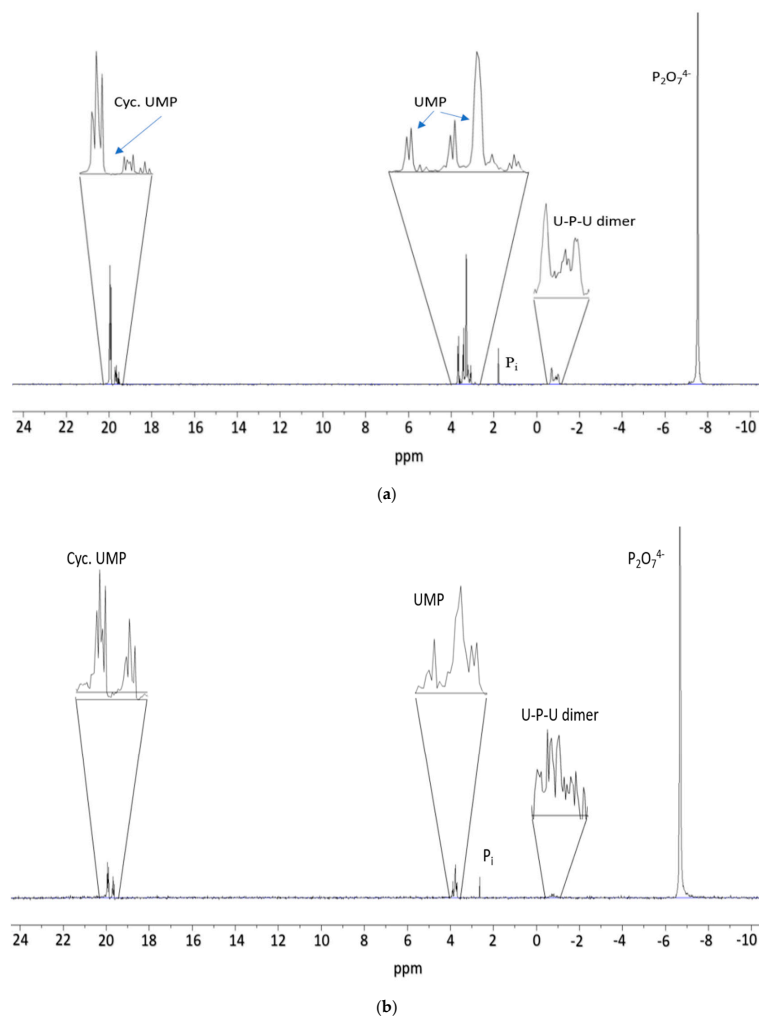 P₂O₇⁴⁻
Cyc. UMP
UMP
U-P-U dimer
Pᵢ
24 22 20 18 16 14 12 10 8 6 4 2 0 -2 -4 -6 -8 -10
ppm
(a)
Cyc. UMP
P₂O₇⁴⁻
UMP
U-P-U dimer
Pᵢ
24 22 20 18 16 14 12 10 8 6 4 2 0 -2 -4 -6 -8 -10
ppm
(b)